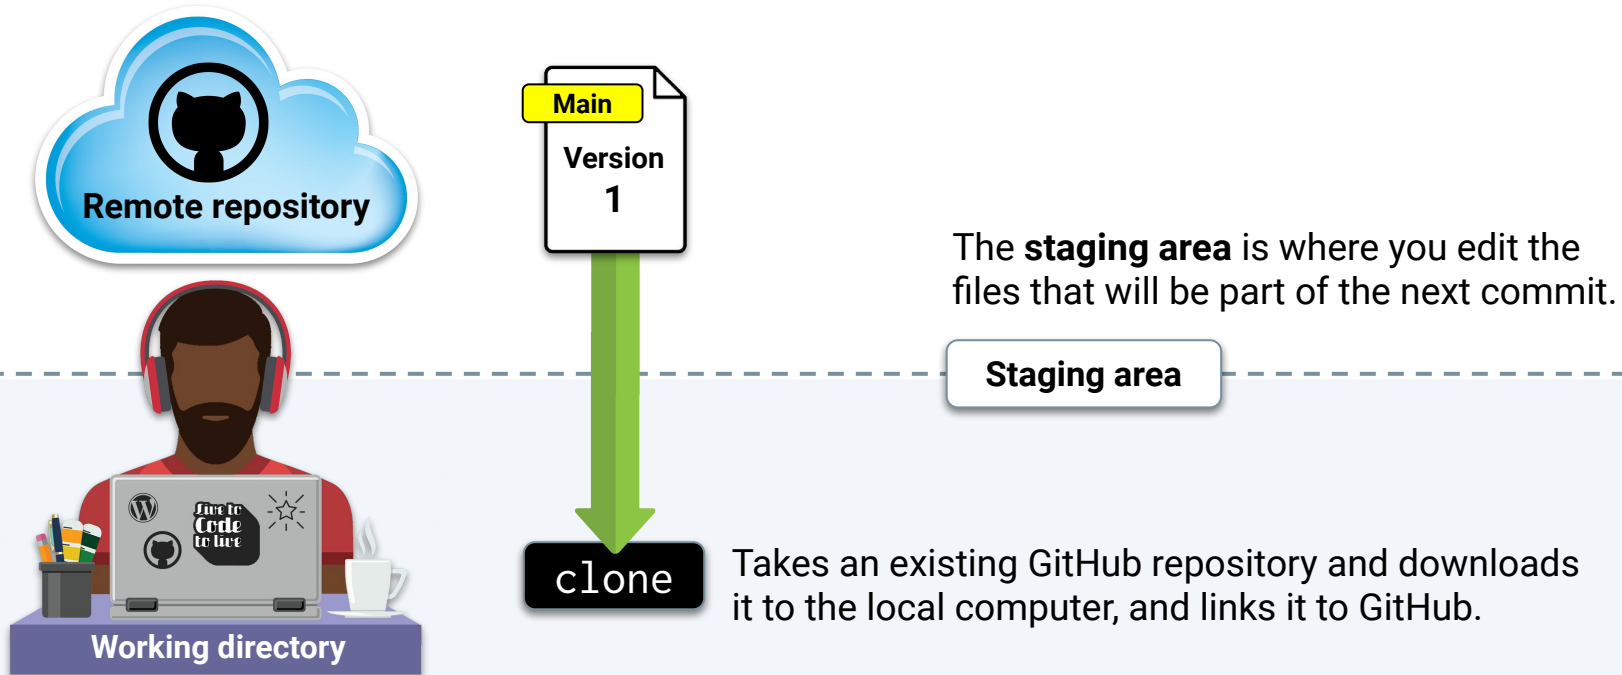 Remote repository
Main
Version
1
The staging area is where you edit the
files that will be part of the next commit.
Staging area
Live to
Code
to live
clone
Takes an existing GitHub repository and downloads
it to the local computer, and links it to GitHub.
Working directory